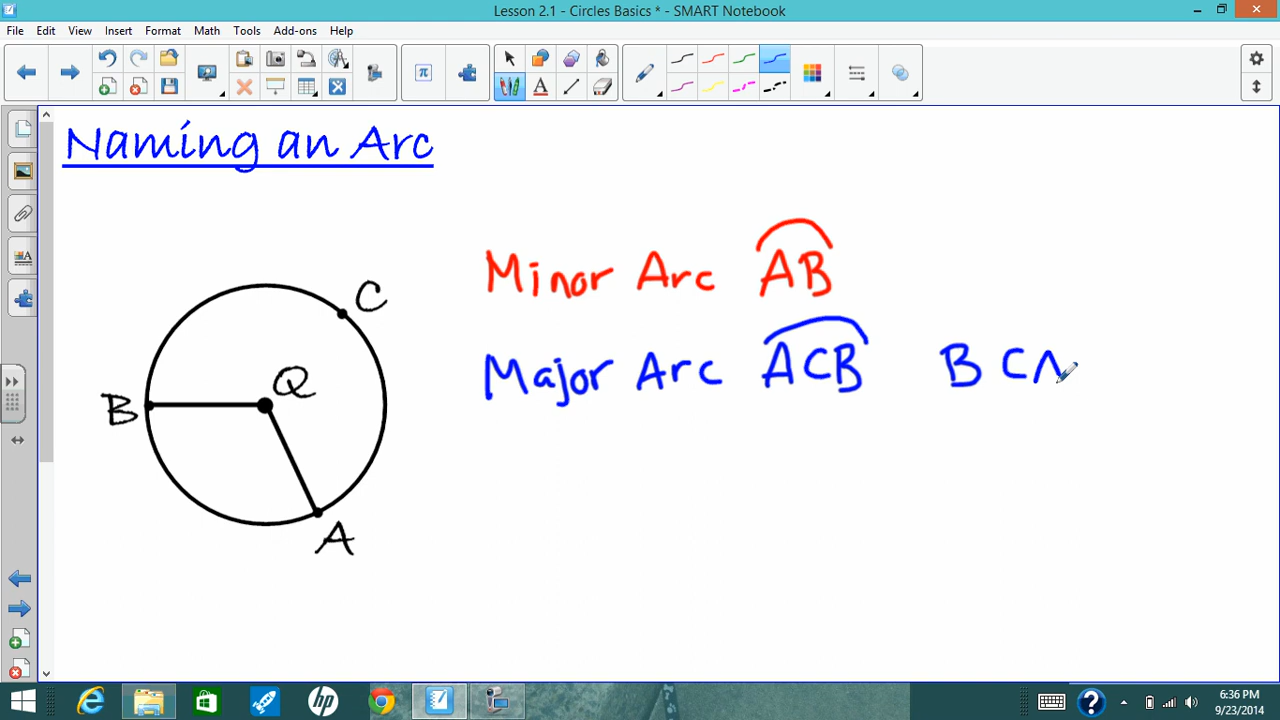 Lesson 2.1 - Circles Basics * - SMART Notebook
File Edit View Insert Format Math Tools Add-ons Help
Naming an Arc
Minor Arc AB
Major Arc ACB B CA
C
Q
B
A
6:36 PM
9/23/2014